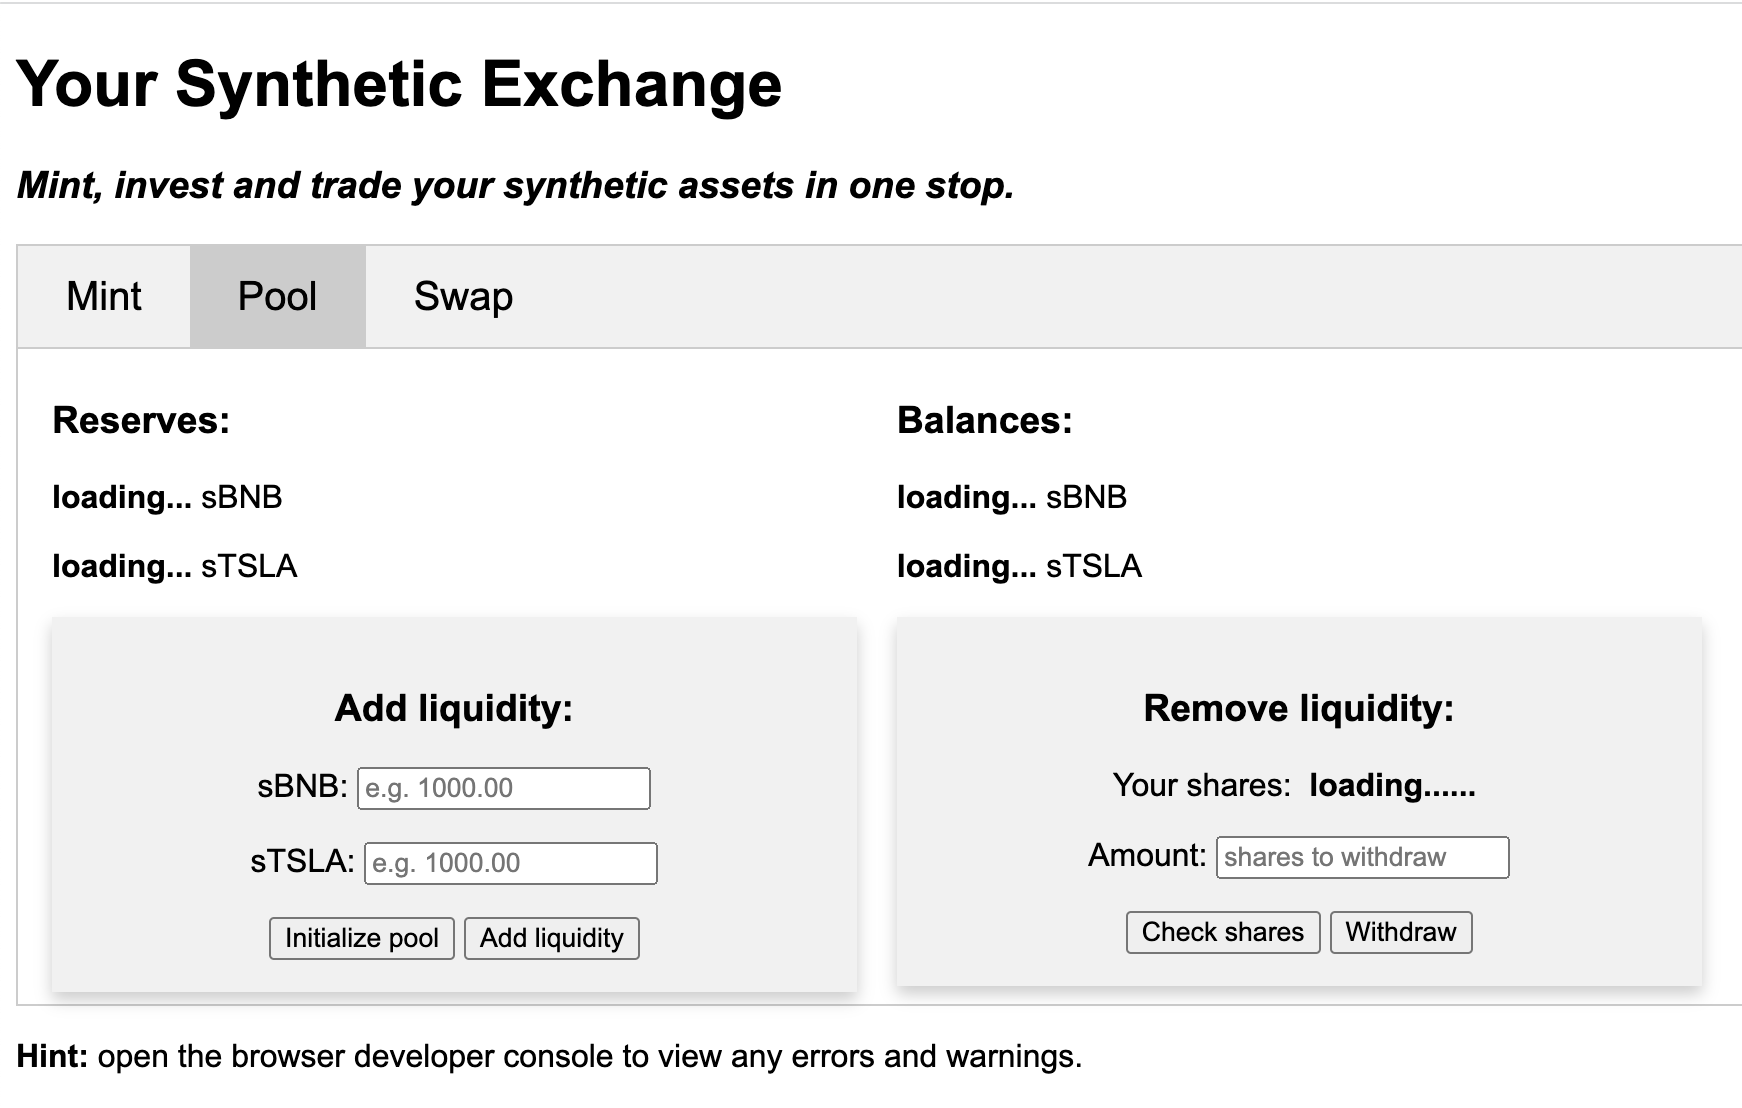 Your Synthetic Exchange
Mint, invest and trade your synthetic assets in one stop.
Mint Pool Swap
Reserves:
loading... sBNB
loading... sTSLA
Balances:
loading... sBNB
loading... sTSLA
Add liquidity:
sBNB: e.g. 1000.00
sTSLA: e.g. 1000.00
Initialize pool Add liquidity
Remove liquidity:
Your shares: loading......
Amount: shares to withdraw
Check shares Withdraw
Hint: open the browser developer console to view any errors and warnings.